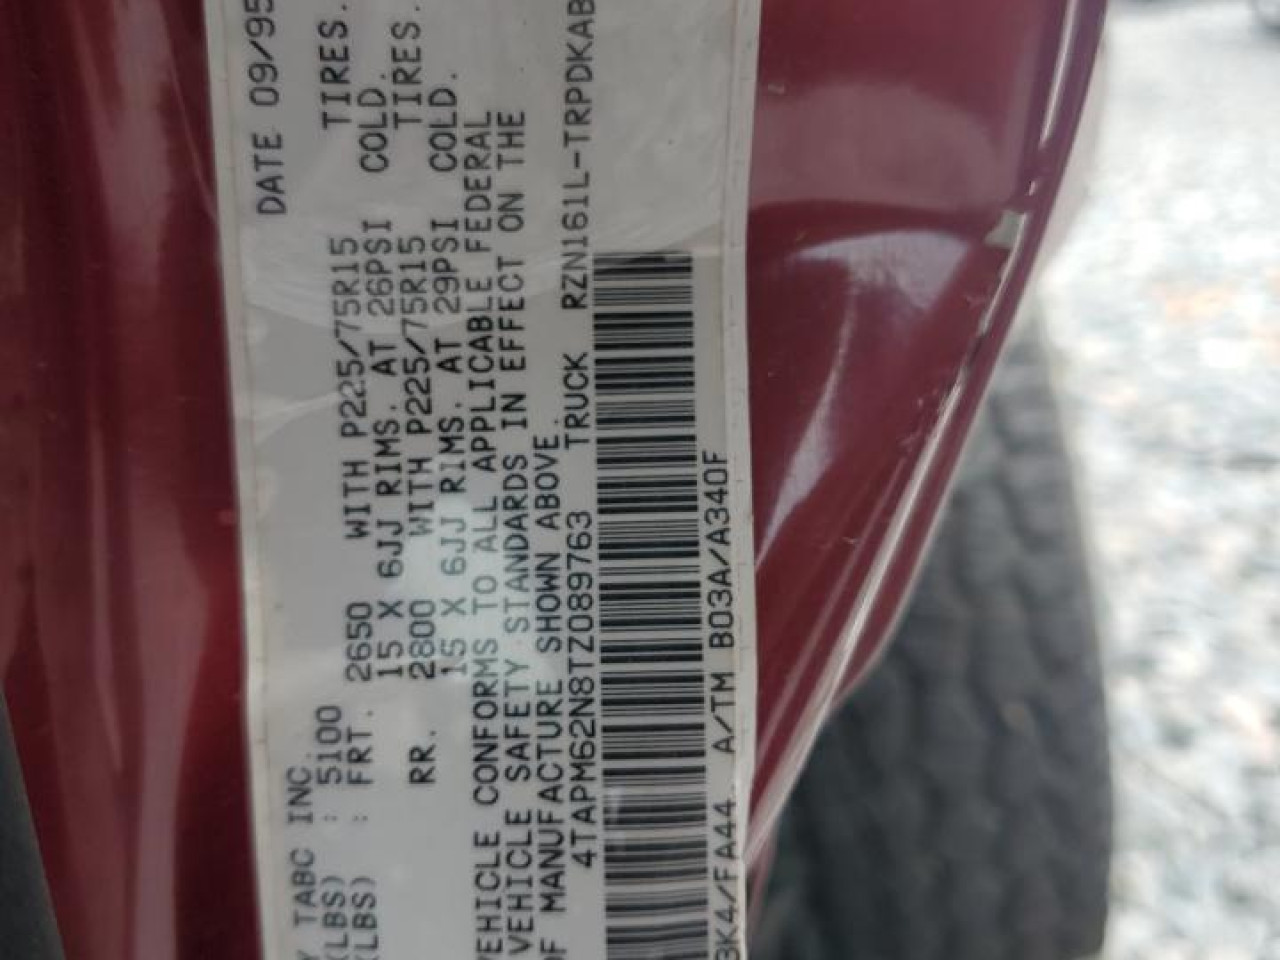 Y TABC INC. DATE 09/95
(LBS) : 5100
(LBS) : FRT. 2650 WITH P225/75R15 TIRES.
15 X 6JJ RIMS. AT 26PSI COLD.
RR. 2800 WITH P225/75R15 TIRES.
15 X 6JJ RIMS. AT 29PSI COLD.
VEHICLE CONFORMS TO ALL APPLICABLE FEDERAL
VEHICLE SAFETY STANDARDS IN EFFECT ON THE
OF MANUFACTURE SHOWN ABOVE.
4TAPM62N8TZ089763 TRUCK RZN161L-TRPDKAB
3K4/FA44 A/TM B03A/A340F